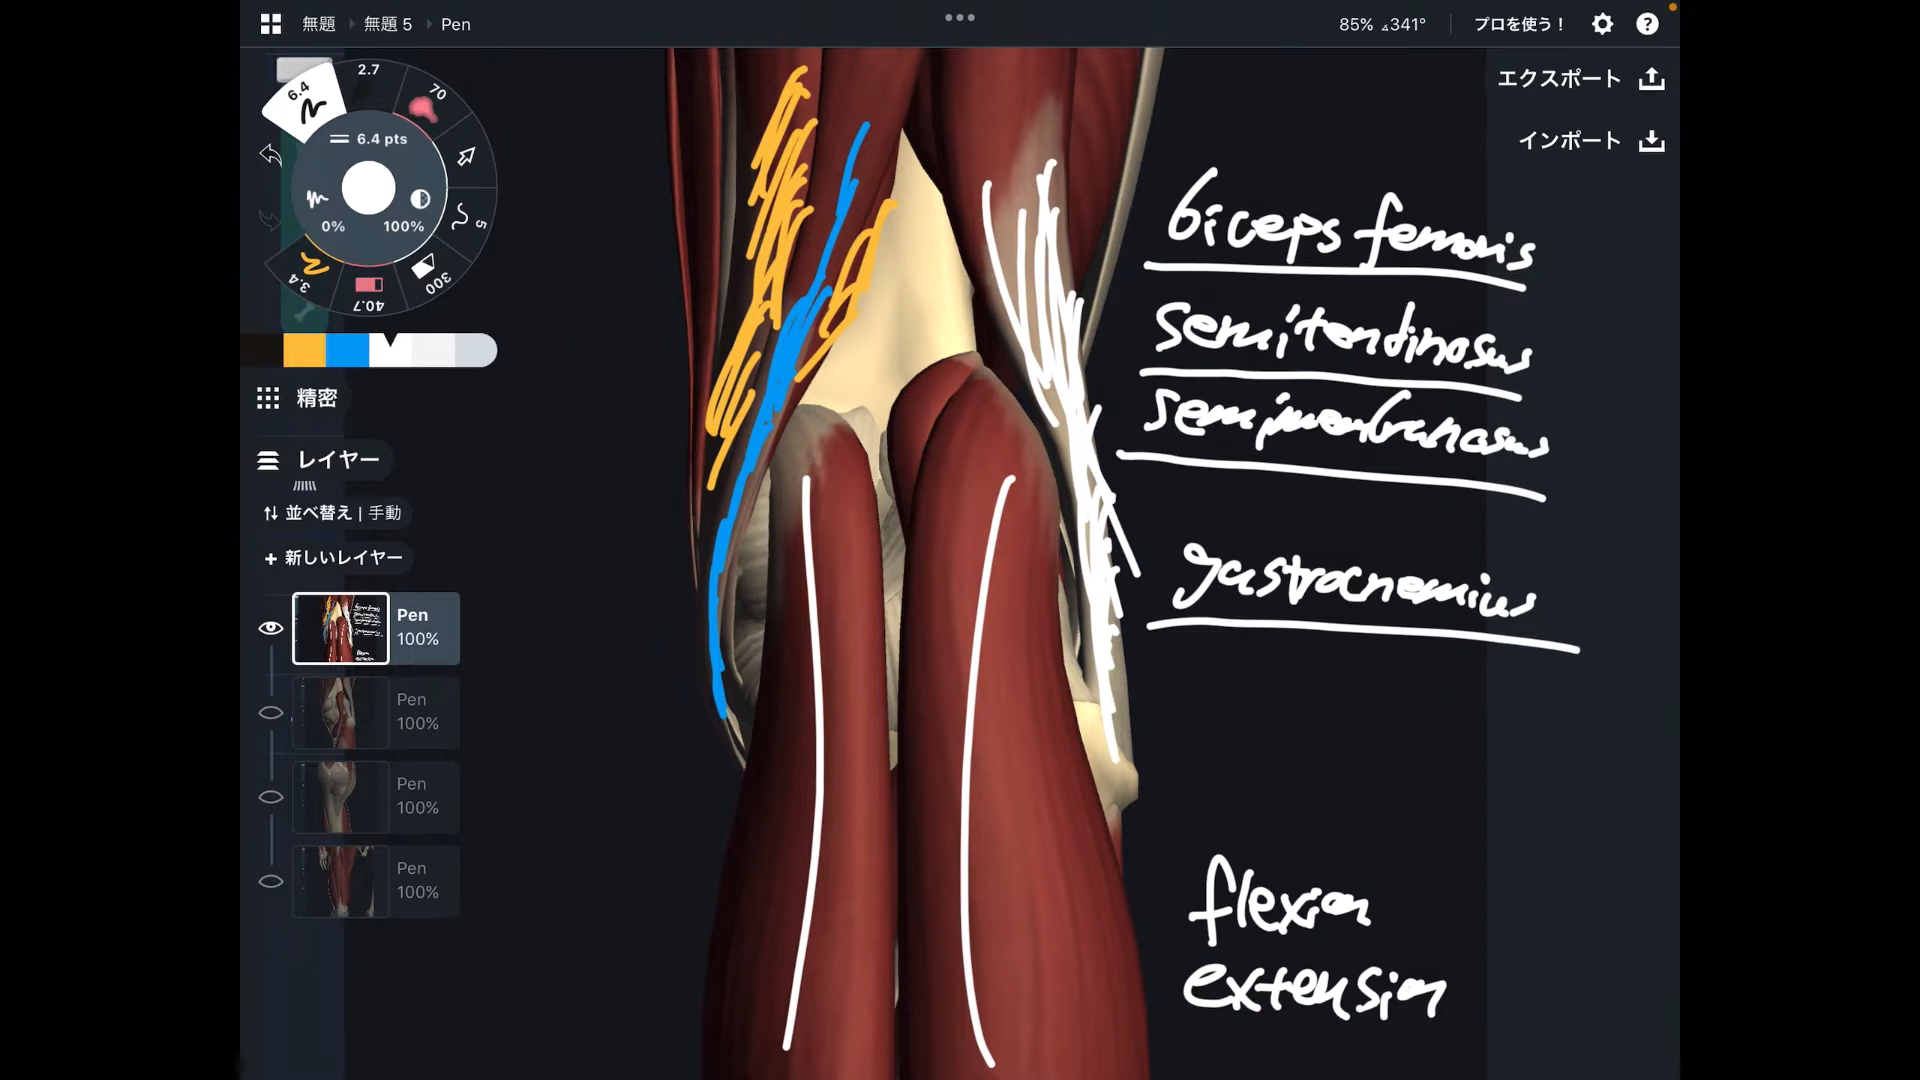 無題 無題 5 Pen
85% ⊿341° プロを使う！
エクスポート
インポート
2.7
6.4
70
6.4 pts
0% 100%
5
3.4
40.7
300
精密
レイヤー
並べ替え | 手動
+ 新しいレイヤー
Pen
100%
Pen
100%
Pen
100%
Pen
100%
biceps femoris
semitendinosus
semimembranosus
gastrocnemius
flexion
extension